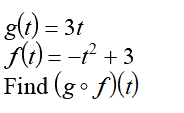 g(t) = 3t
f(t) = -t² + 3
Find (g ∘ f)(t)